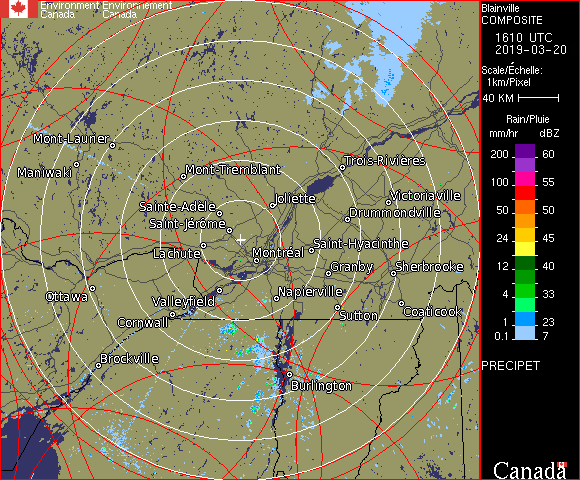 Environment Environnement
Canada Canada
Blainville
COMPOSITE
1610 UTC
2019-03-20
Scale/Échelle:
1km/Pixel
40 KM
Rain/Pluie
mm/hr dBZ
200 60
100 55
50 50
24 45
12 40
4 33
1 23
0.1 7
PRECIPET
Canada
Mont-Laurier
Maniwaki
Mont-Tremblant
Trois-Rivières
Joliette
Victoriaville
Sainte-Adèle
Drummondville
Saint-Jérôme
Lachute
Saint-Hyacinthe
Montréal
Granby
Sherbrooke
Ottawa
Valleyfield
Napierville
Cornwall
Sutton
Coaticook
Brockville
Burlington